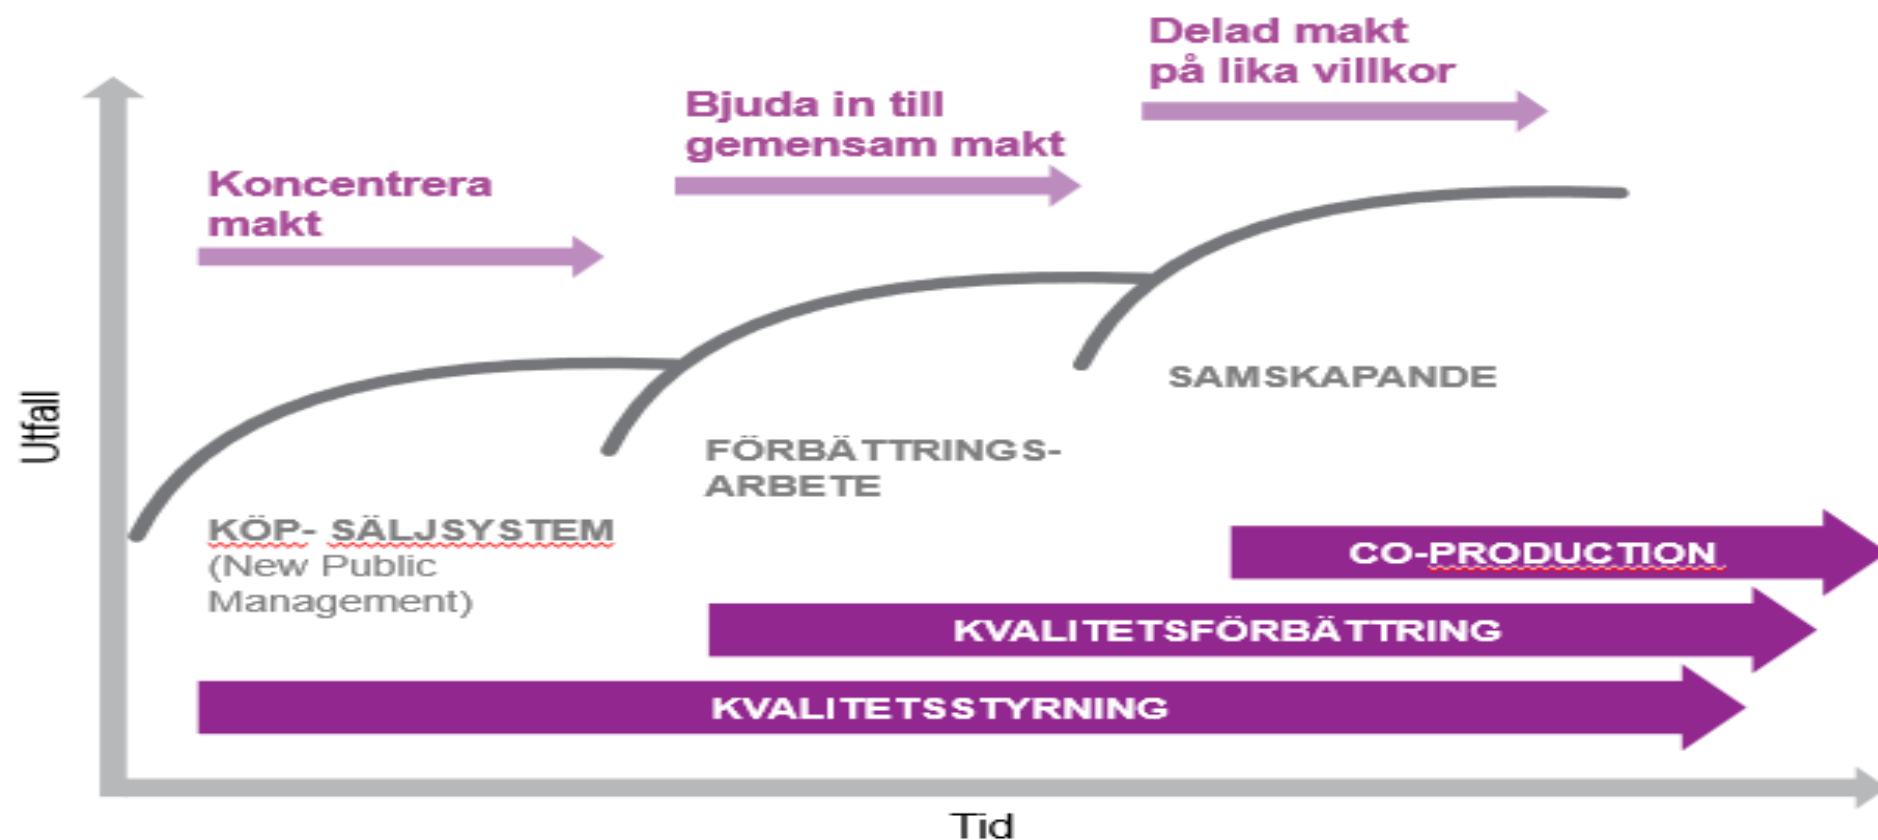 Delad makt
på lika villkor
Bjuda in till
gemensam makt
Koncentrera
makt
Utfall
SAMSKAPANDE
FÖRBÄTTRINGS-
ARBETE
KÖP- SÄLJSYSTEM
(New Public
Management)
CO-PRODUCTION
KVALITETSFÖRBÄTTRING
KVALITETSSTYRNING
Tid